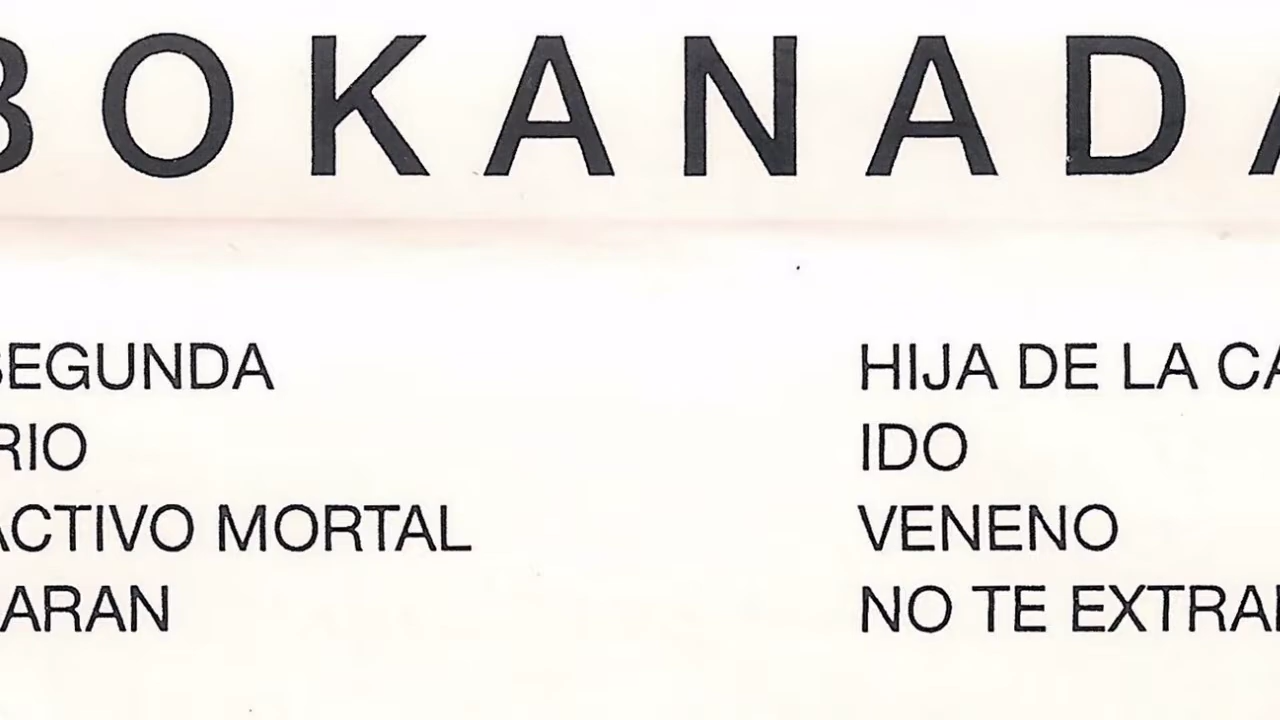 BOKANADA
SEGUNDA
RIO
ACTIVO MORTAL
ARAN
HIJA DE LA CA
IDO
VENENO
NO TE EXTRA